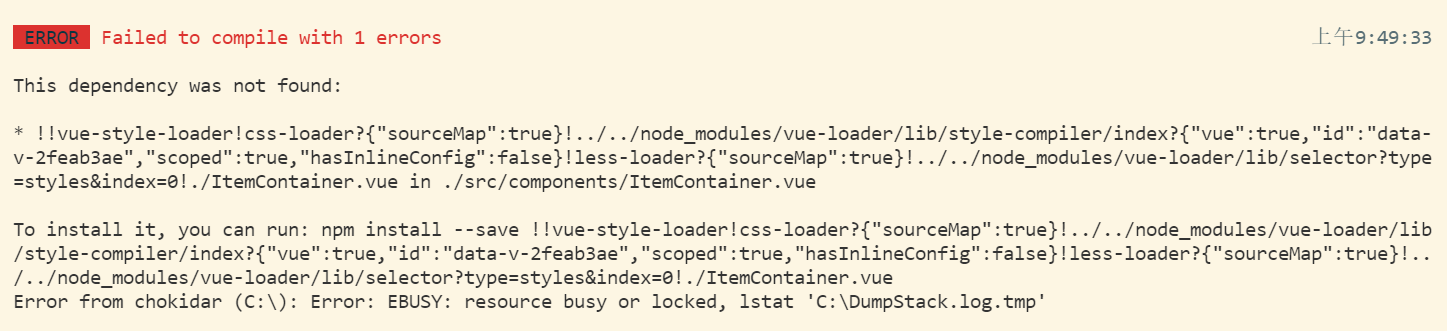 ERROR Failed to compile with 1 errors 上午9:49:33
This dependency was not found:
* !!vue-style-loader!css-loader?{"sourceMap":true}!../../node_modules/vue-loader/lib/style-compiler/index?{"vue":true,"id":"data-
v-2feab3ae","scoped":true,"hasInlineConfig":false}!less-loader?{"sourceMap":true}!../../node_modules/vue-loader/lib/selector?type
=styles&index=0!./ItemContainer.vue in ./src/components/ItemContainer.vue
To install it, you can run: npm install --save !!vue-style-loader!css-loader?{"sourceMap":true}!../../node_modules/vue-loader/lib
/style-compiler/index?{"vue":true,"id":"data-v-2feab3ae","scoped":true,"hasInlineConfig":false}!less-loader?{"sourceMap":true}!..
/../node_modules/vue-loader/lib/selector?type=styles&index=0!./ItemContainer.vue
Error from chokidar (C:\): Error: EBUSY: resource busy or locked, lstat 'C:\DumpStack.log.tmp'